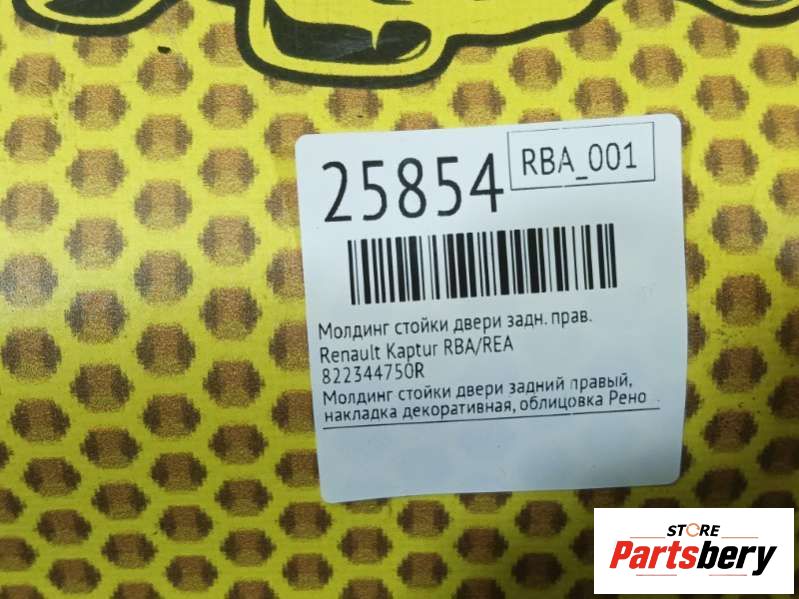 25854
RBA_001
Молдинг стойки двери задн. прав.
Renault Kaptur RBA/REA
822344750R
Молдинг стойки двери задний правый,
накладка декоративная, облицовка Рено
STORE
Partsbery